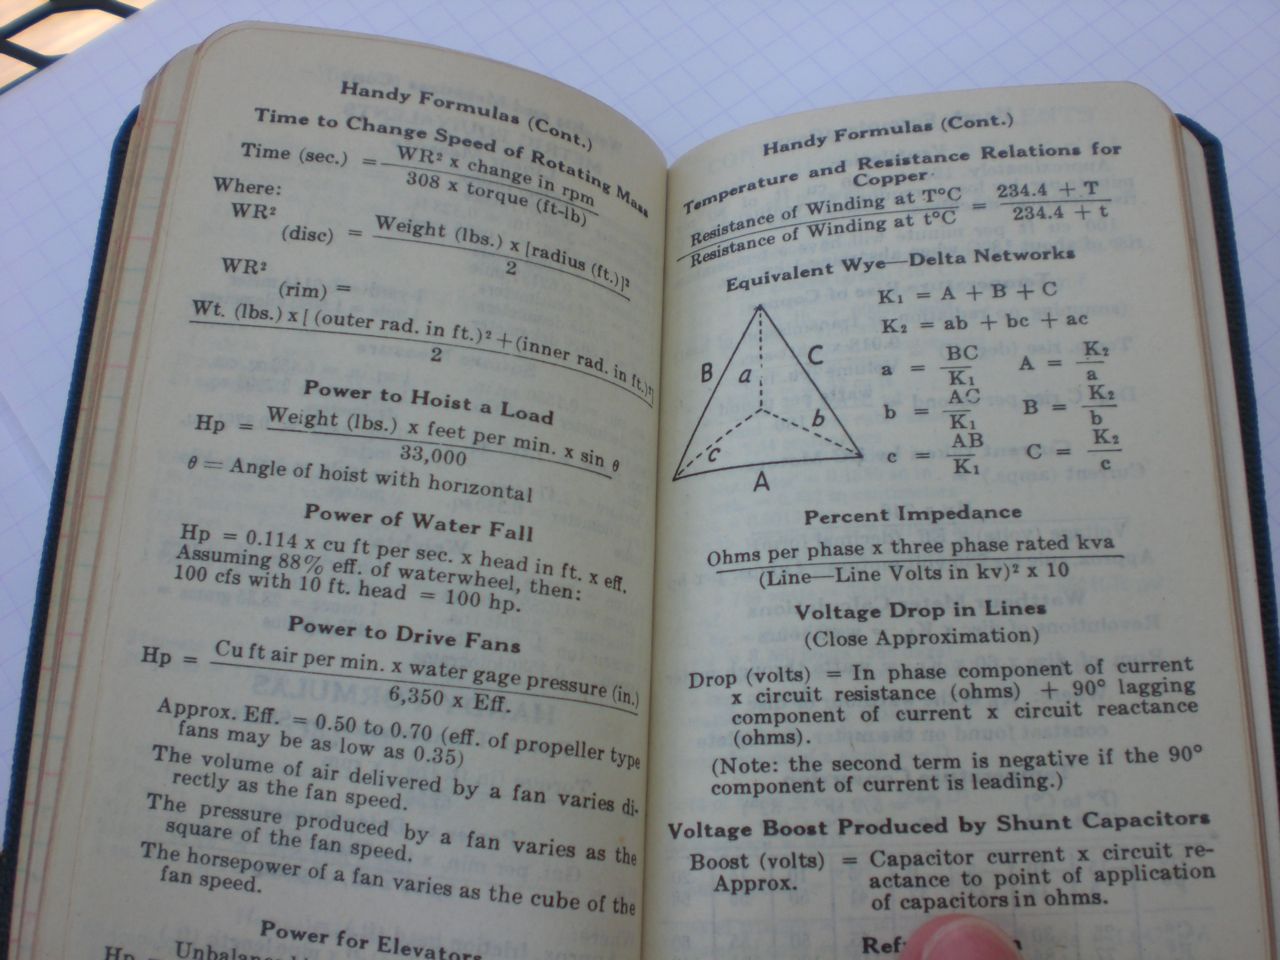 Handy Formulas (Cont.)
Time to Change Speed of Rotating Mass
Time (sec.) = WR² x change in rpm
308 x torque (ft-lb)
Where:
WR²
(disc) = Weight (lbs.) x [radius (ft.)]²
2
WR²
(rim) =
Wt. (lbs.) x [ (outer rad. in ft.)² + (inner rad. in ft.)²]
2
Power to Hoist a Load
Hp = Weight (lbs.) x feet per min. x sin θ
33,000
θ = Angle of hoist with horizontal
Power of Water Fall
Hp = 0.114 x cu ft per sec. x head in ft. x eff.
Assuming 88% eff. of waterwheel, then:
100 cfs with 10 ft. head = 100 hp.
Power to Drive Fans
Hp = Cu ft air per min. x water gage pressure (in.)
6,350 x Eff.
Approx. Eff. = 0.50 to 0.70 (eff. of propeller type
fans may be as low as 0.35)
The volume of air delivered by a fan varies di-
rectly as the fan speed.
The pressure produced by a fan varies as the
square of the fan speed.
The horsepower of a fan varies as the cube of the
fan speed.
Power for Elevators
Hp
Handy Formulas (Cont.)
Temperature and Resistance Relations for
Copper
Resistance of Winding at T°C = 234.4 + T
Resistance of Winding at t°C 234.4 + t
Equivalent Wye—Delta Networks
K₁ = A + B + C
K₂ = ab + bc + ac
a = BC A = K₂
K₁ a
b = AC B = K₂
K₁ b
c = AB C = K₂
K₁ c
B
C
a
b
c
A
Percent Impedance
Ohms per phase x three phase rated kva
(Line—Line Volts in kv)² x 10
Voltage Drop in Lines
(Close Approximation)
Drop (volts) = In phase component of current
x circuit resistance (ohms) + 90° lagging
component of current x circuit reactance
(ohms).
(Note: the second term is negative if the 90°
component of current is leading.)
Voltage Boost Produced by Shunt Capacitors
Boost (volts) = Capacitor current x circuit re-
Approx. actance to point of application
of capacitors in ohms.